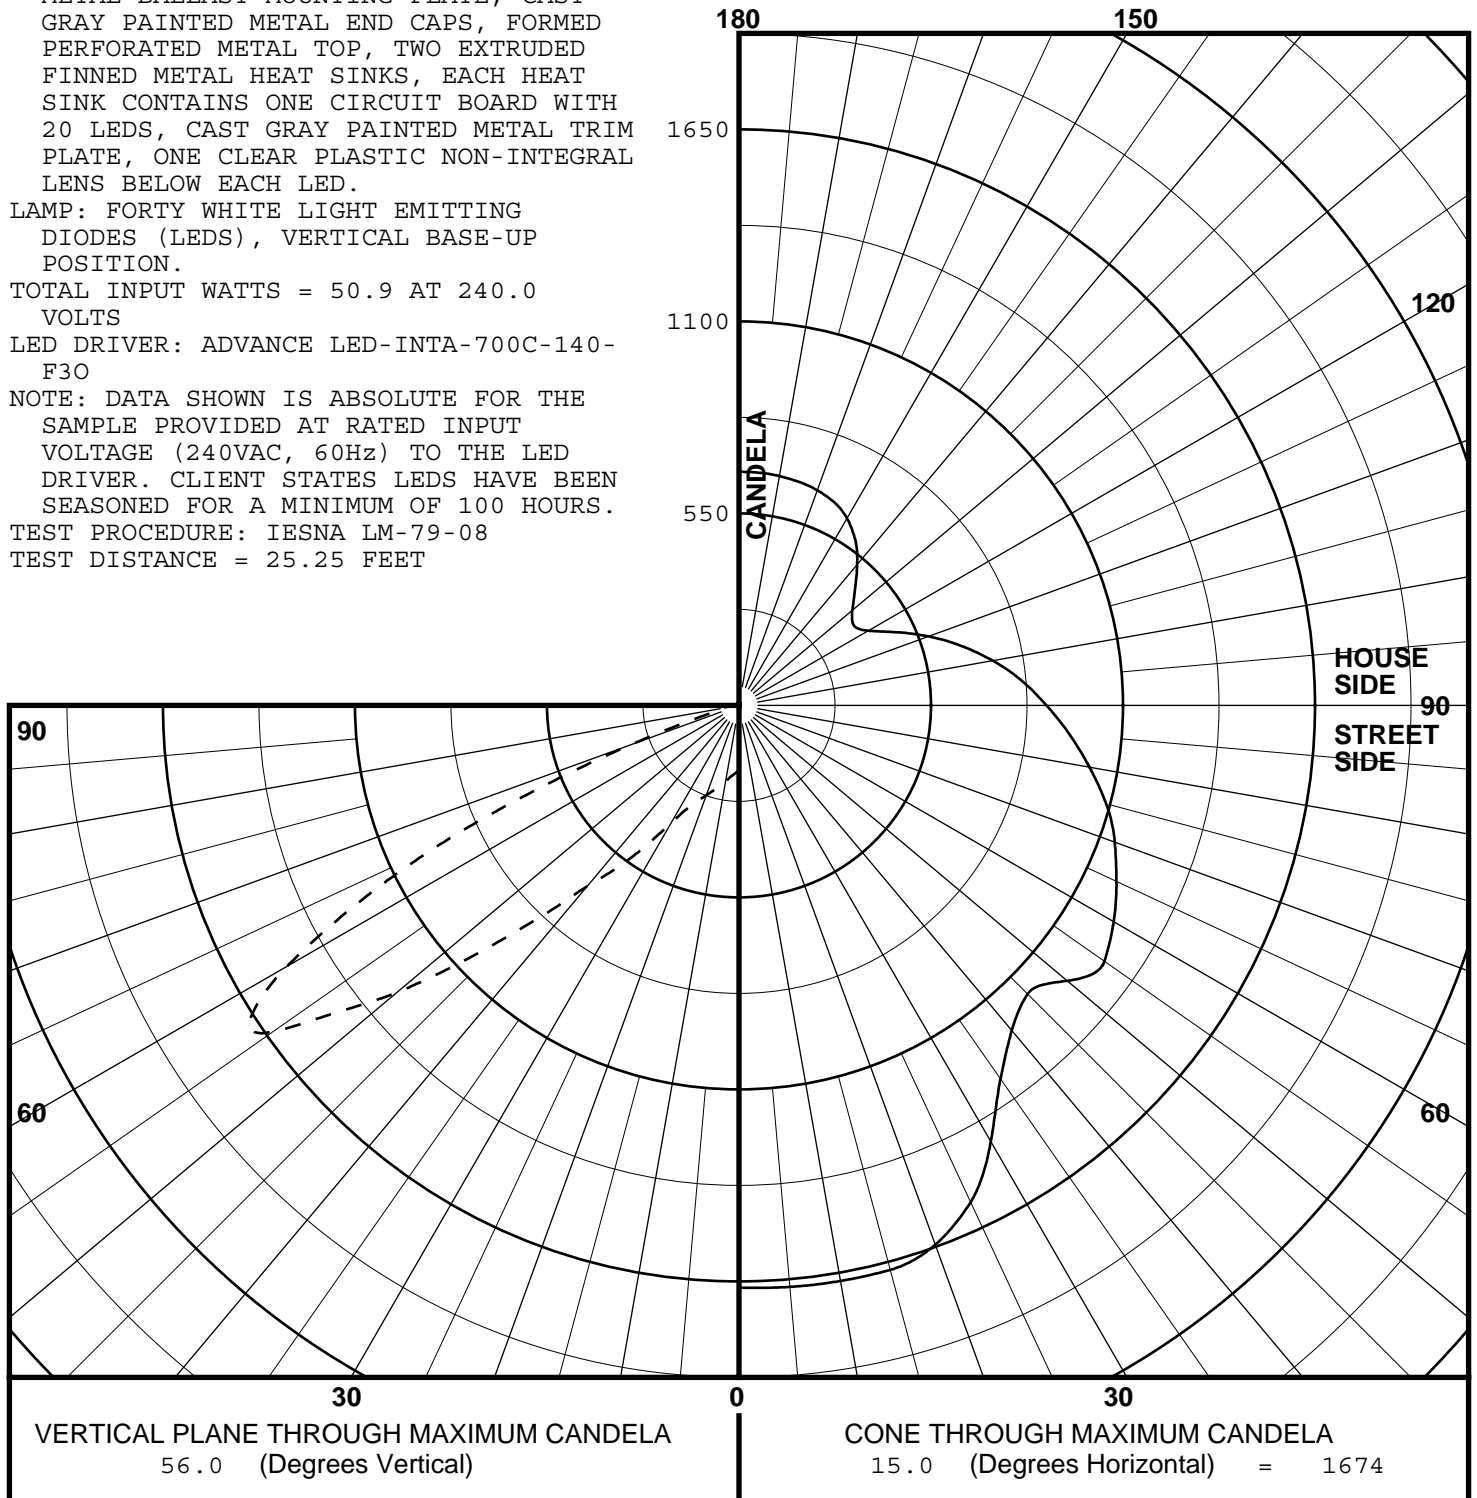 METAL BALLAST MOUNTING PLATE, CAST
GRAY PAINTED METAL END CAPS, FORMED
PERFORATED METAL TOP, TWO EXTRUDED
FINNED METAL HEAT SINKS, EACH HEAT
SINK CONTAINS ONE CIRCUIT BOARD WITH
20 LEDS, CAST GRAY PAINTED METAL TRIM
PLATE, ONE CLEAR PLASTIC NON-INTEGRAL
LENS BELOW EACH LED.
LAMP: FORTY WHITE LIGHT EMITTING
DIODES (LEDS), VERTICAL BASE-UP
POSITION.
TOTAL INPUT WATTS = 50.9 AT 240.0
VOLTS
LED DRIVER: ADVANCE LED-INTA-700C-140-
F3O
NOTE: DATA SHOWN IS ABSOLUTE FOR THE
SAMPLE PROVIDED AT RATED INPUT
VOLTAGE (240VAC, 60Hz) TO THE LED
DRIVER. CLIENT STATES LEDS HAVE BEEN
SEASONED FOR A MINIMUM OF 100 HOURS.
TEST PROCEDURE: IESNA LM-79-08
TEST DISTANCE = 25.25 FEET
180
150
1650
120
1100
CANDELA
550
HOUSE
SIDE
90
90
STREET
SIDE
60
60
30
0
30
VERTICAL PLANE THROUGH MAXIMUM CANDELA
56.0 (Degrees Vertical)
CONE THROUGH MAXIMUM CANDELA
15.0 (Degrees Horizontal) = 1674